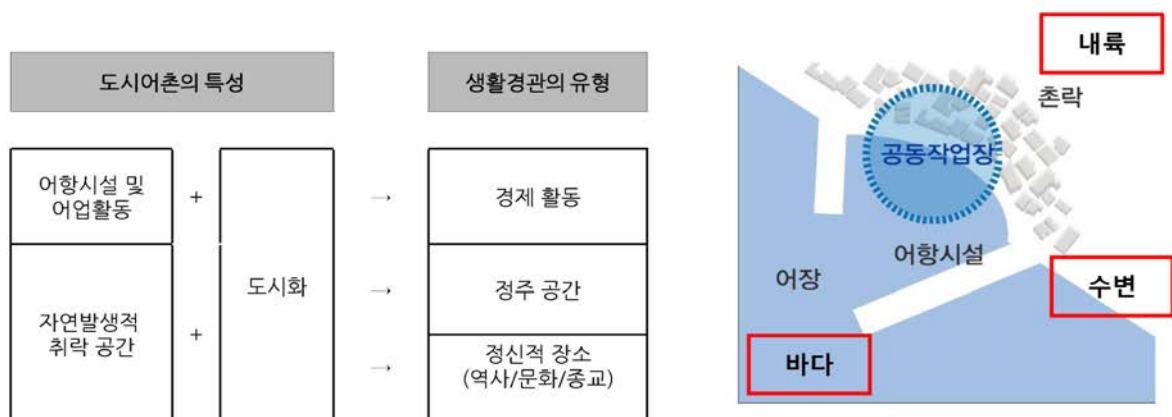 도시어촌의 특성
생활경관의 유형
어항시설 및
어업활동
+
도시화
→
경제 활동
자연발생적
취락 공간
+
→
정주 공간
→
정신적 장소
(역사/문화/종교)
내륙
촌락
공동작업장
어항시설
어장
수변
바다